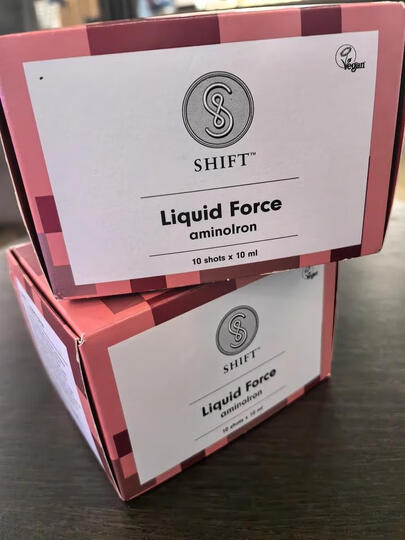 Vegan
SHIFT™
Liquid Force
aminoIron
10 shots x 10 ml
SHIFT™
Liquid Force
aminoIron
10 shots x 10 ml